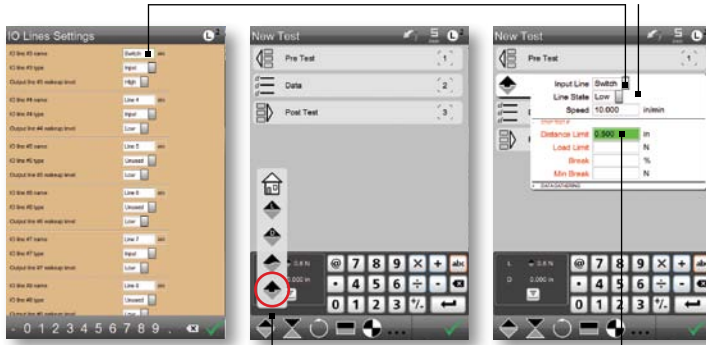 IO Lines Settings
IO line #3 name Switch
IO line #3 type Input
Output line #3 wakeup level High
IO line #4 name Line 4
IO line #4 type Input
Output line #4 wakeup level Low
IO line #5 name Line 5
IO line #5 type Unused
Output line #5 wakeup level Low
IO line #6 name Line 6
IO line #6 type Unused
Output line #6 wakeup level Low
IO line #7 name Line 7
IO line #7 type Input
Output line #7 wakeup level Low
IO line #8 name Line 8
IO line #8 type Unused
- 0 1 2 3 4 5 6 7 8 9 .
New Test
Pre Test 1
Data 2
Post Test 3
L
D
@ 7 8 9 × + abc
• 4 5 6 ÷ -
0 1 2 3 +/-
New Test
Pre Test 1
Input Line Switch
Line State Low
Speed 10.000 in/min
Distance Limit 0.500 in
Load Limit N
Break %
Min Break N
DATA GATHERING
L
D 0.000 in
@ 7 8 9 × + abc
• 4 5 6 ÷ -
0 1 2 3 +/-